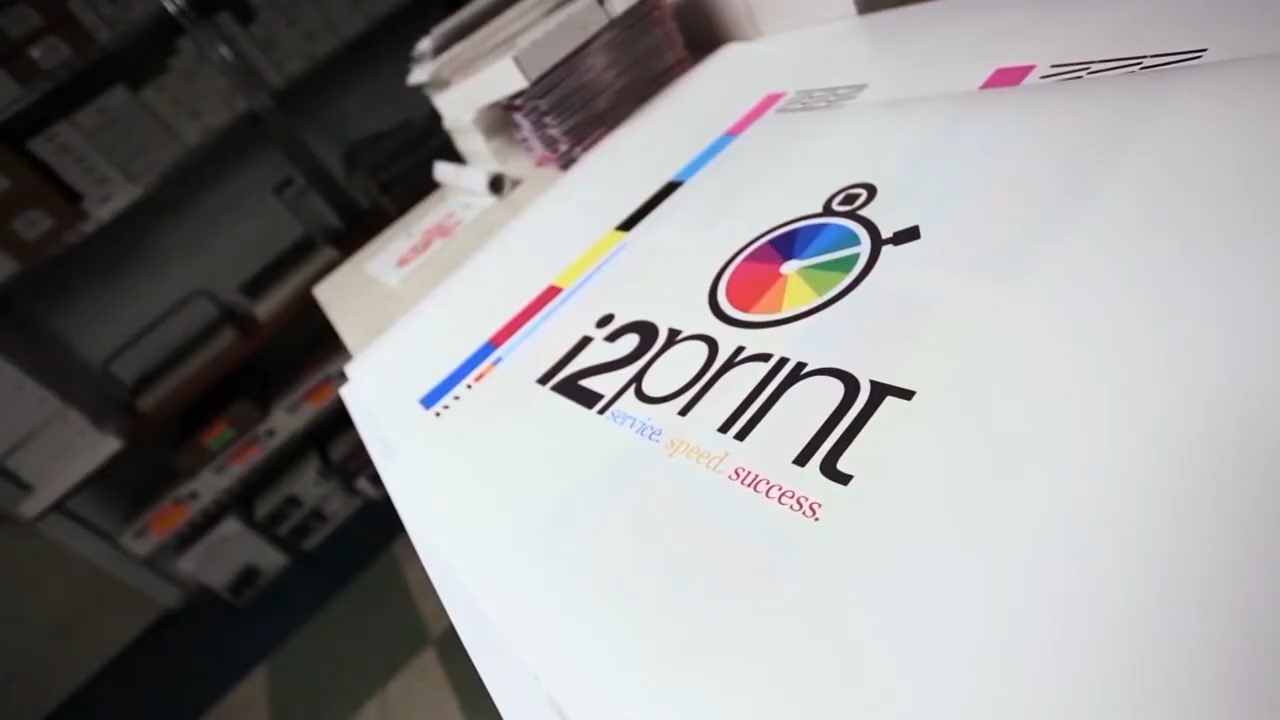 i2print
service. speed. success.